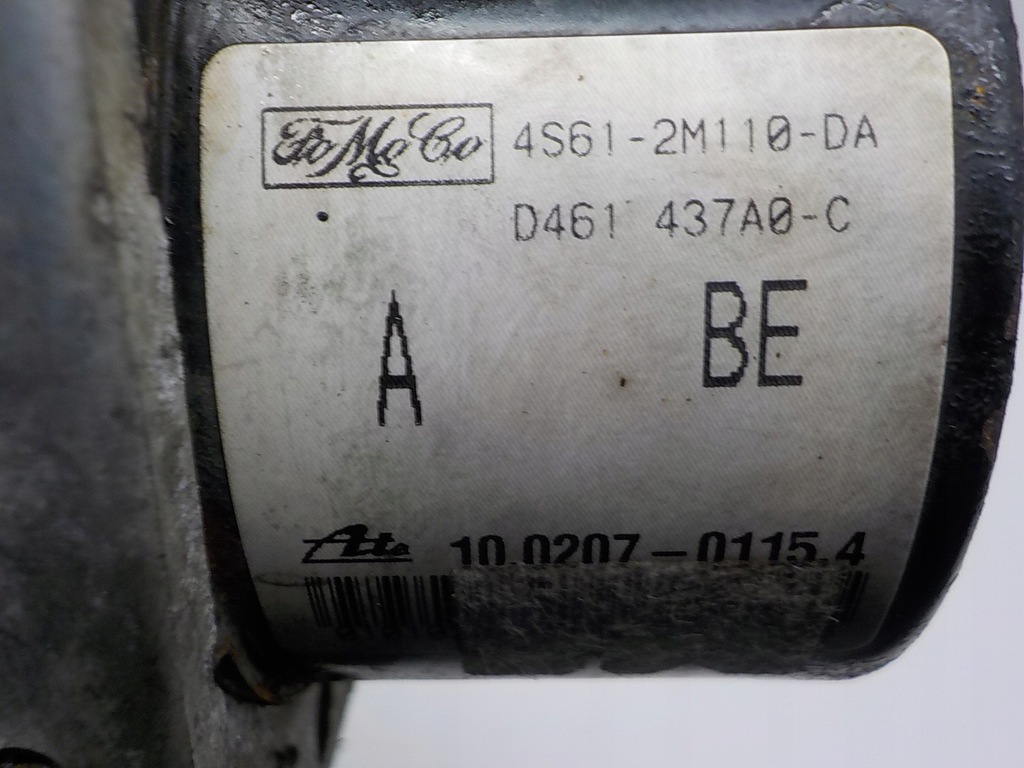 FoMoCo 4S61-2M110-DA
D461 437A0-C
A BE
Ate 10.0207-0115.4